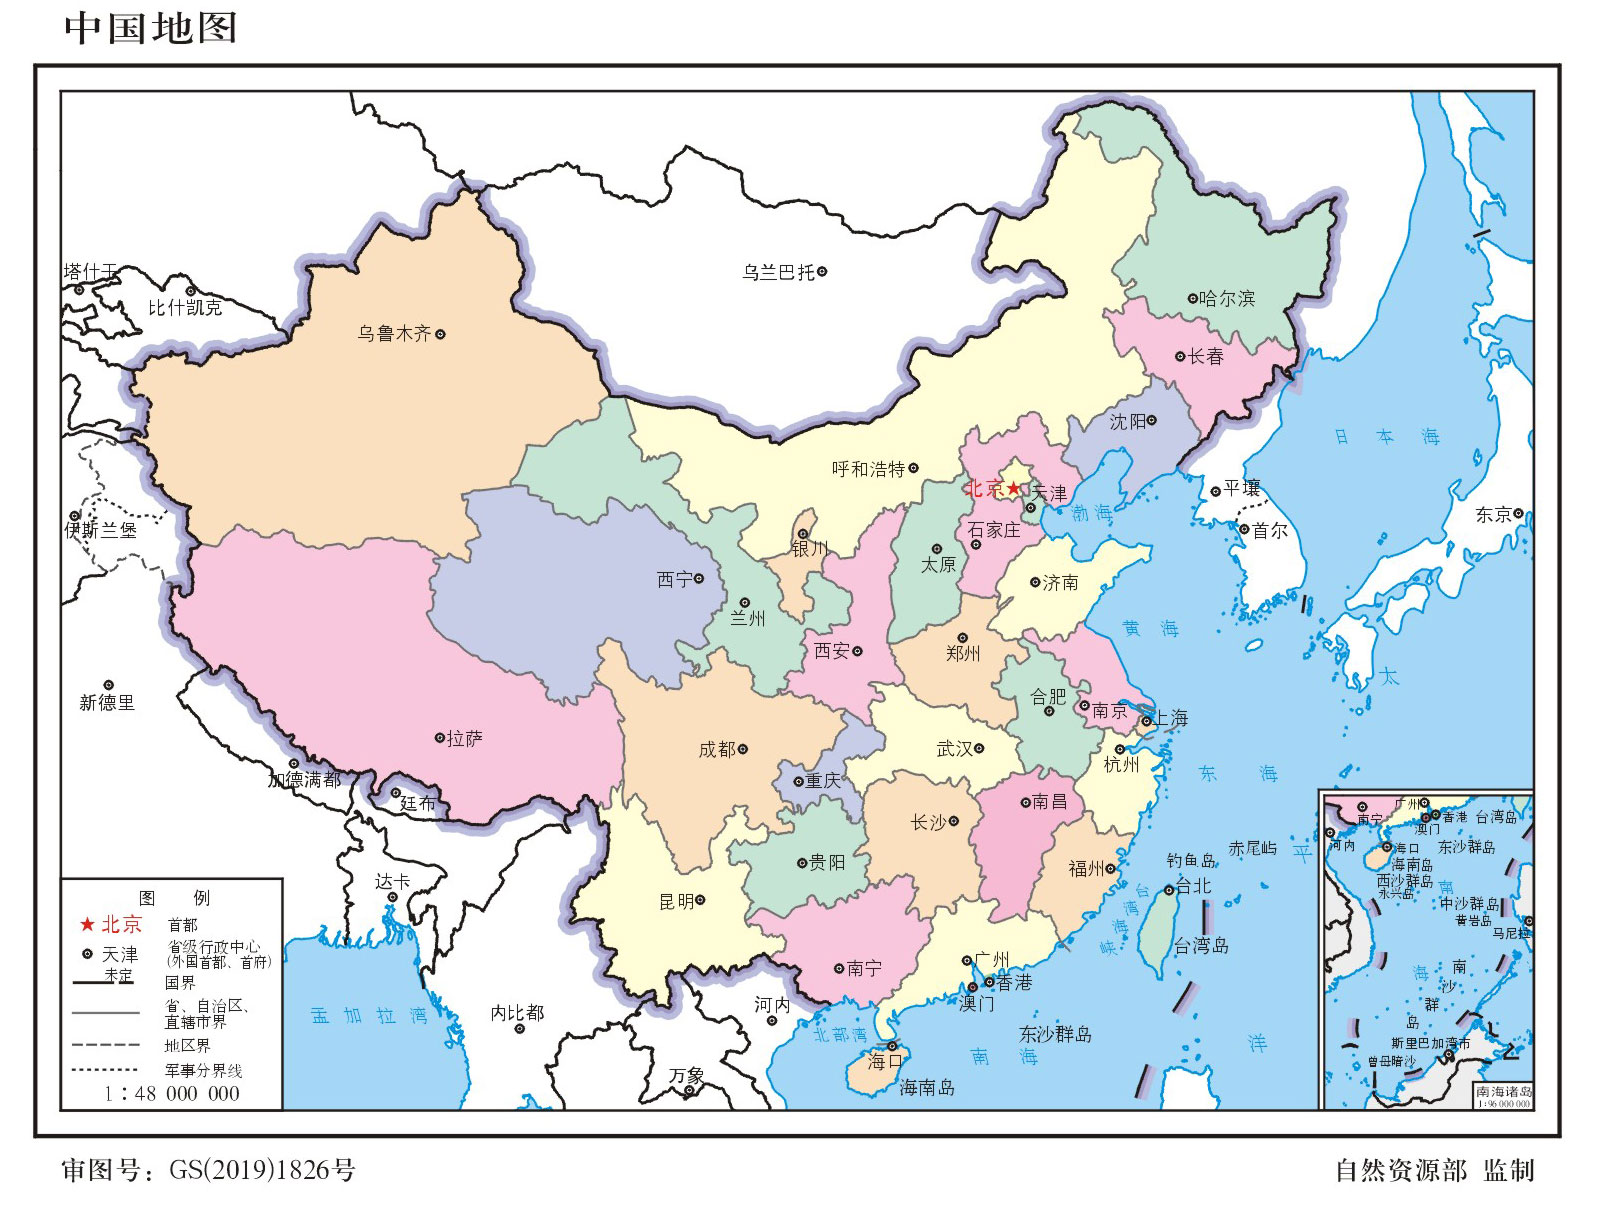 中国地图
塔什干
比什凯克
乌兰巴托
乌鲁木齐
哈尔滨
长春
沈阳
日本海
呼和浩特
北京
天津
平壤
渤海
东京
伊斯兰堡
首尔
石家庄
银川
太原
西宁
济南
兰州
黄海
西安
郑州
太
新德里
合肥
南京
上海
拉萨
成都
武汉
杭州
加德满都
重庆
东海
廷布
南昌
长沙
赤尾屿
平
钓鱼岛
贵阳
福州
台北
达卡
昆明
台湾海峡
台湾岛
南宁
广州
香港
澳门
河内
内比都
孟加拉湾
北部湾
东沙群岛
南海
洋
海口
海南岛
万象
图例
北京 首都
天津 省级行政中心
(外国首都、首府)
未定 国界
省、自治区、
直辖市界
地区界
军事分界线
1:48 000 000
广州
南宁
香港
台湾岛
澳门
河内
海口
东沙群岛
海南岛
西沙群岛
永兴岛
南
中沙群岛
黄岩岛
马尼拉
海
南沙群岛
斯里巴加湾市
曾母暗沙
南海诸岛
1:96 000 000
审图号：GS(2019)1826号
自然资源部 监制